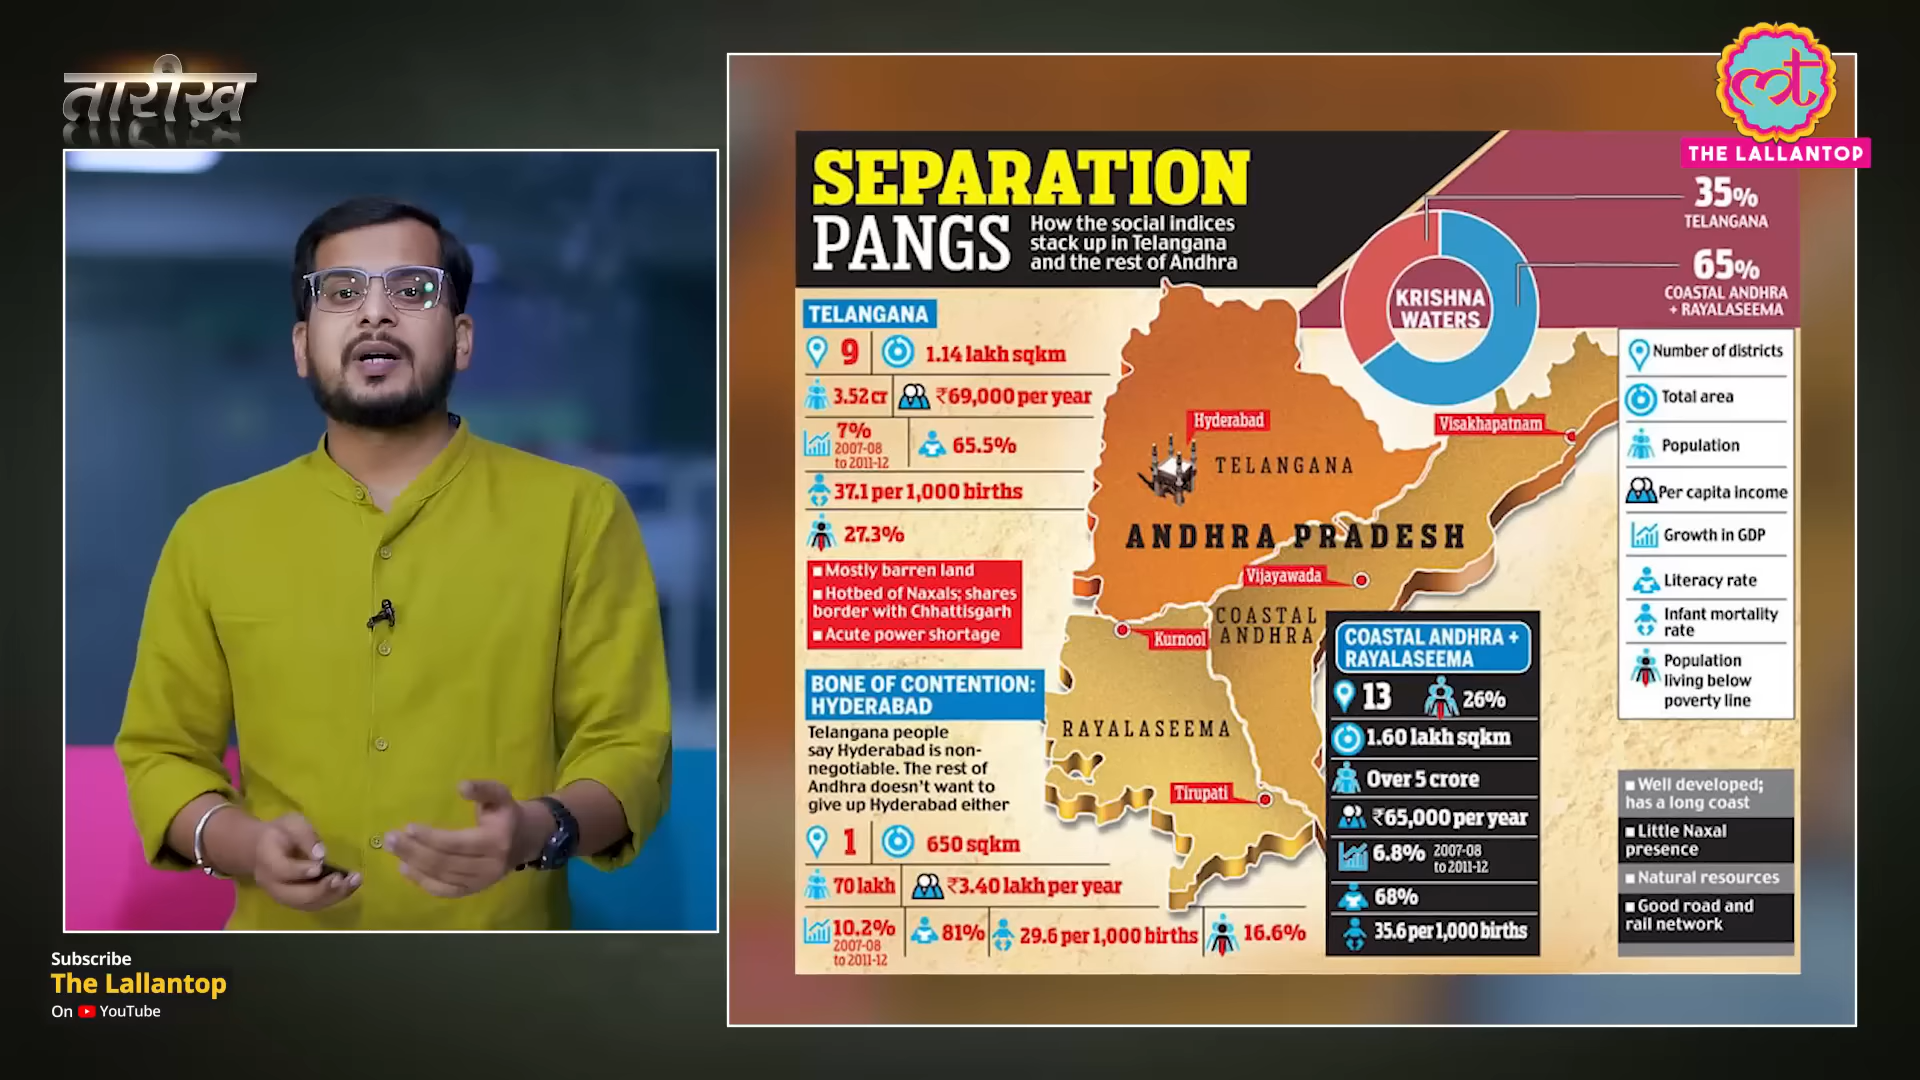 तारीख़
THE LALLANTOP
SEPARATION
PANGS
How the social indices
stack up in Telangana
and the rest of Andhra
35%
TELANGANA
65%
COASTAL ANDHRA
+ RAYALASEEMA
KRISHNA
WATERS
TELANGANA
9
1.14 lakh sqkm
3.52 cr
₹69,000 per year
7%
2007-08
to 2011-12
65.5%
37.1 per 1,000 births
27.3%
Mostly barren land
Hotbed of Naxals; shares
border with Chhattisgarh
Acute power shortage
BONE OF CONTENTION:
HYDERABAD
Telangana people
say Hyderabad is non-
negotiable. The rest of
Andhra doesn't want to
give up Hyderabad either
1
650 sqkm
70 lakh
₹3.40 lakh per year
10.2%
2007-08
to 2011-12
81%
29.6 per 1,000 births
16.6%
Hyderabad
TELANGANA
Visakhapatnam
ANDHRA PRADESH
Vijayawada
COASTAL
ANDHRA
Kurnool
RAYALASEEMA
Tirupati
COASTAL ANDHRA +
RAYALASEEMA
13
26%
1.60 lakh sqkm
Over 5 crore
₹65,000 per year
6.8%
2007-08
to 2011-12
68%
35.6 per 1,000 births
Number of districts
Total area
Population
Per capita income
Growth in GDP
Literacy rate
Infant mortality
rate
Population
living below
poverty line
Well developed;
has a long coast
Little Naxal
presence
Natural resources
Good road and
rail network
Subscribe
The Lallantop
On YouTube